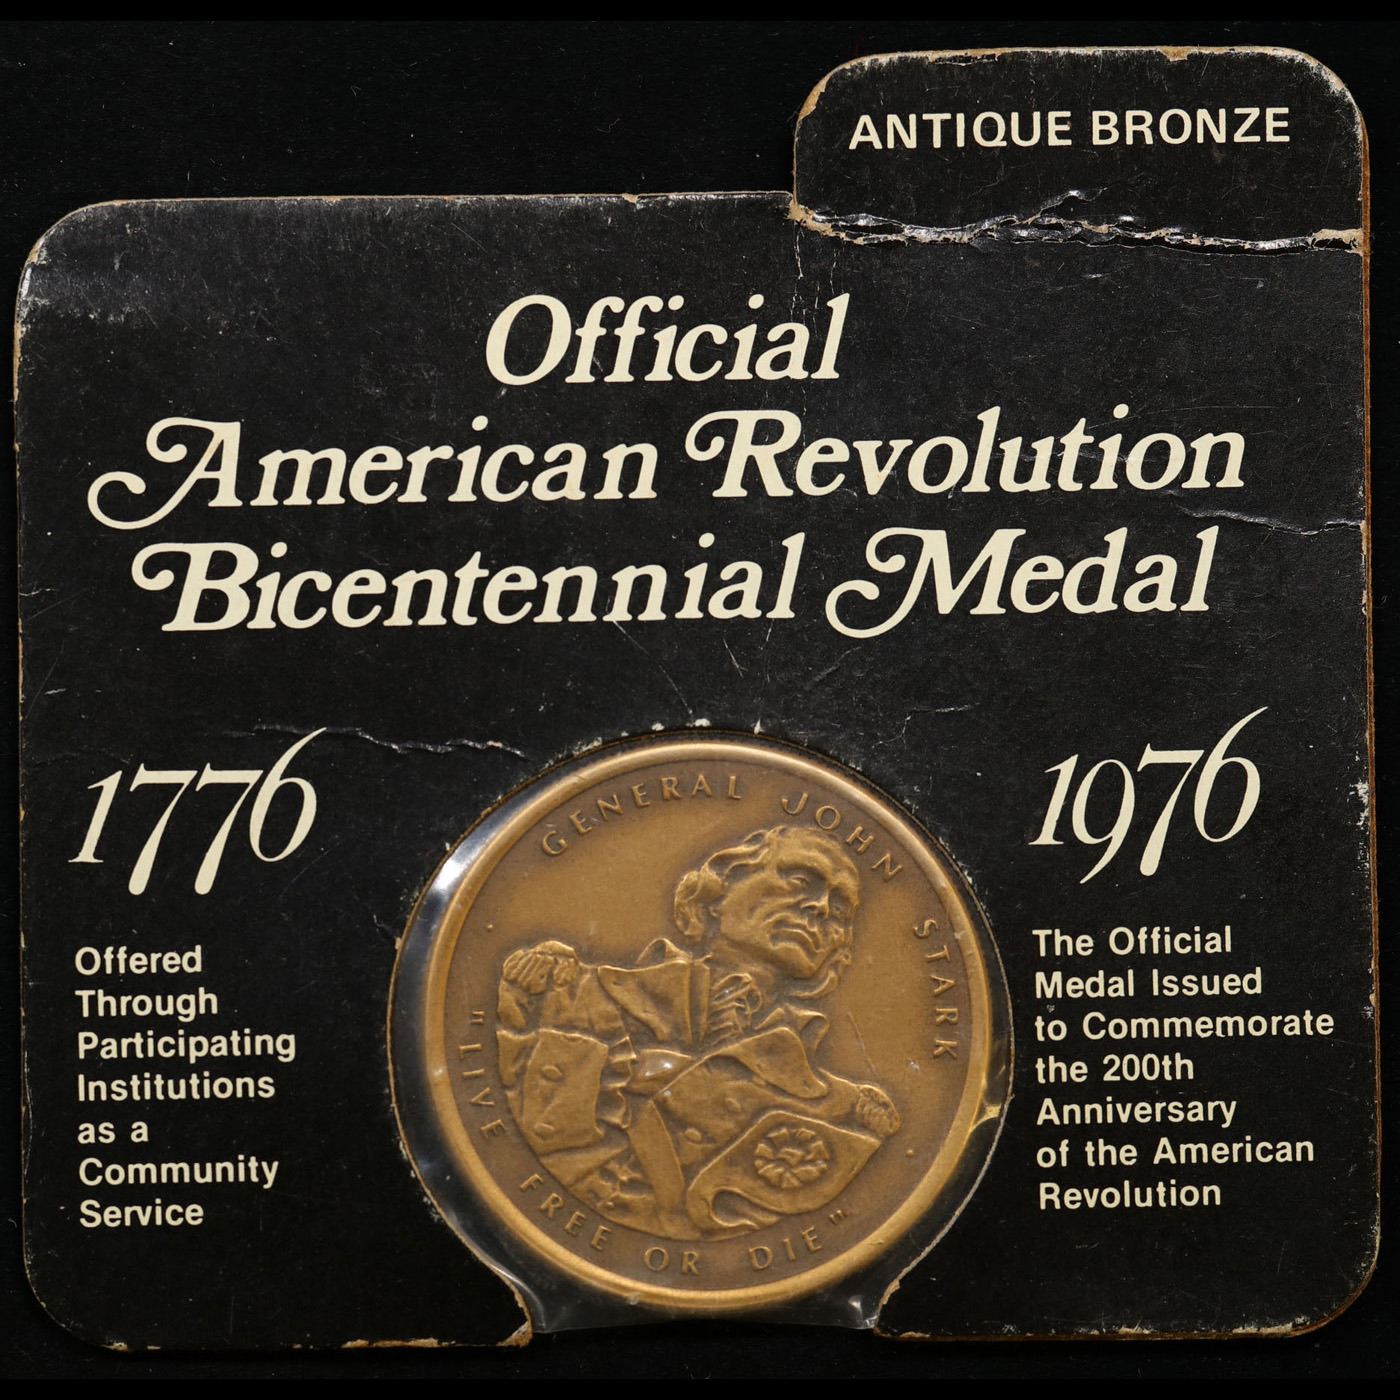 ANTIQUE BRONZE
Official
American Revolution
Bicentennial Medal
1776
1976
Offered
Through
Participating
Institutions
as a
Community
Service
GENERAL JOHN STARK
"LIVE FREE OR DIE"
The Official
Medal Issued
to Commemorate
the 200th
Anniversary
of the American
Revolution